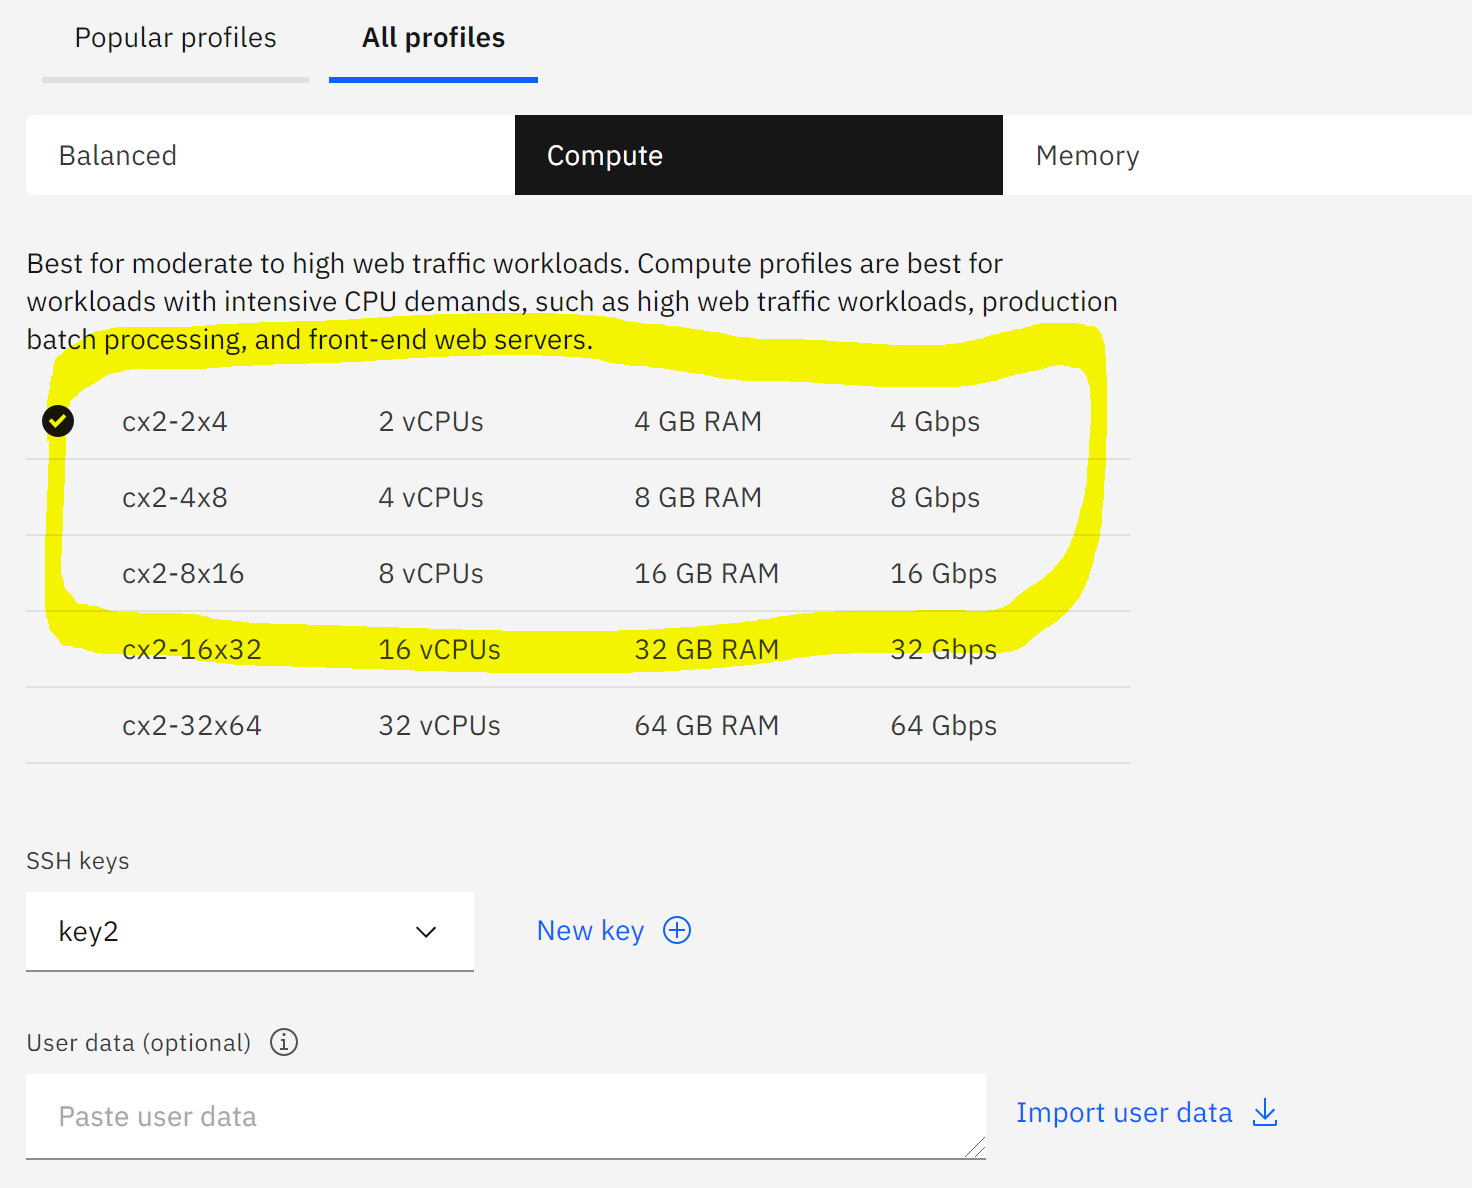 Popular profiles All profiles
Balanced Compute Memory
Best for moderate to high web traffic workloads. Compute profiles are best for
workloads with intensive CPU demands, such as high web traffic workloads, production
batch processing, and front-end web servers.
cx2-2x4 2 vCPUs 4 GB RAM 4 Gbps
cx2-4x8 4 vCPUs 8 GB RAM 8 Gbps
cx2-8x16 8 vCPUs 16 GB RAM 16 Gbps
cx2-16x32 16 vCPUs 32 GB RAM 32 Gbps
cx2-32x64 32 vCPUs 64 GB RAM 64 Gbps
SSH keys
key2 New key
User data (optional)
Paste user data Import user data